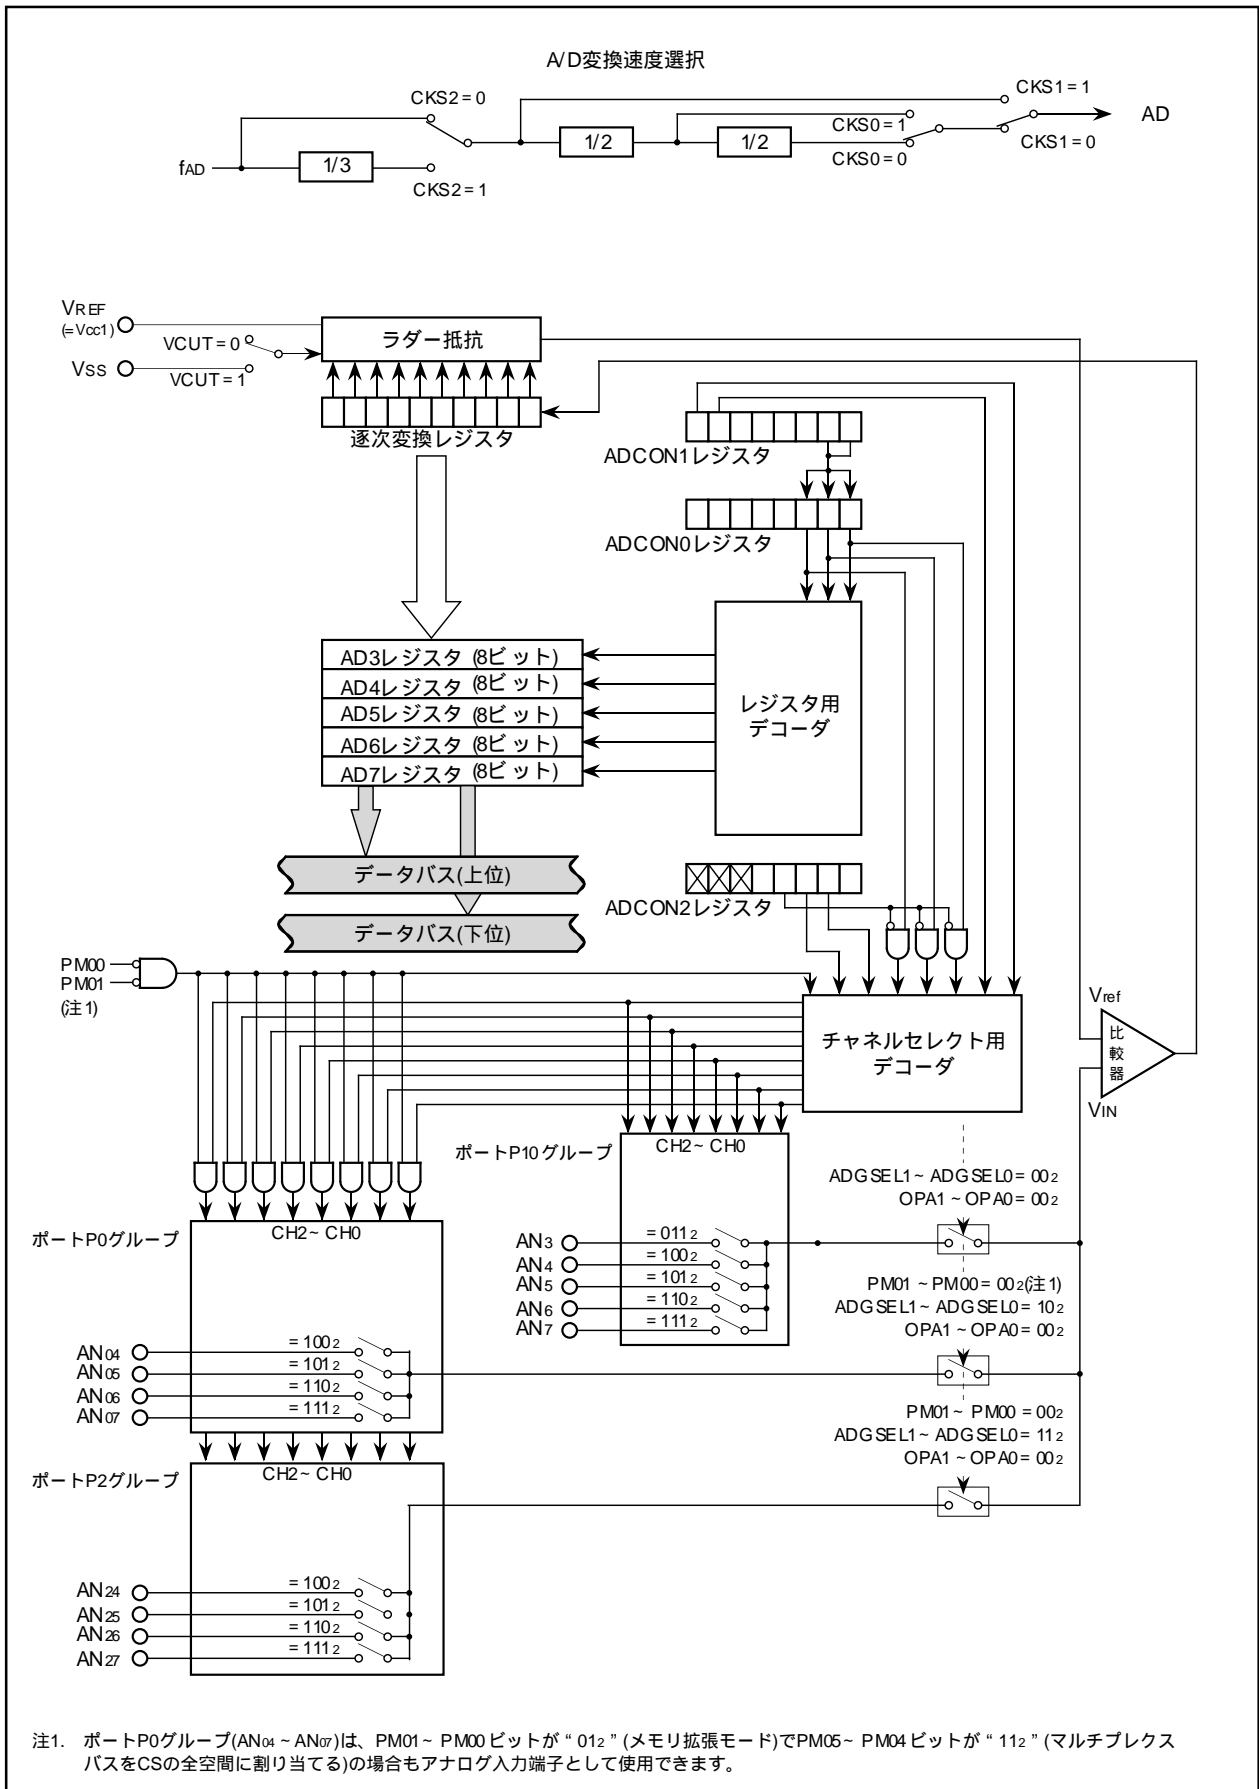 A/D変換速度選択
CKS2=0
CKS1=1
CKS0=1
AD
fAD
1/3
1/2
1/2
CKS0=0
CKS1=0
CKS2=1
VREF
(=Vcc1)
VCUT=0
ラダー抵抗
VSS
VCUT=1
逐次変換レジスタ
ADCON1レジスタ
ADCON0レジスタ
AD3レジスタ (8ビット)
AD4レジスタ (8ビット)
AD5レジスタ (8ビット)
AD6レジスタ (8ビット)
AD7レジスタ (8ビット)
レジスタ用
デコーダ
データバス(上位)
データバス(下位)
ADCON2レジスタ
PM00
PM01
(注1)
チャネルセレクト用
デコーダ
Vref
比較器
VIN
ポートP10グループ
CH2~CH0
ADGSEL1~ADGSEL0=002
OPA1~OPA0=002
AN3 =0112
AN4 =1002
AN5 =1012
AN6 =1102
AN7 =1112
ポートP0グループ
CH2~CH0
PM01~PM00=002(注1)
ADGSEL1~ADGSEL0=102
OPA1~OPA0=002
AN04 =1002
AN05 =1012
AN06 =1102
AN07 =1112
PM01~PM00=002
ADGSEL1~ADGSEL0=112
OPA1~OPA0=002
ポートP2グループ
CH2~CH0
AN24 =1002
AN25 =1012
AN26 =1102
AN27 =1112
注1. ポートP0グループ(AN04~AN07)は、PM01~PM00ビットが“012”(メモリ拡張モード)でPM05~PM04ビットが“112”(マルチプレクス
バスをCSの全空間に割り当てる)の場合もアナログ入力端子として使用できます。